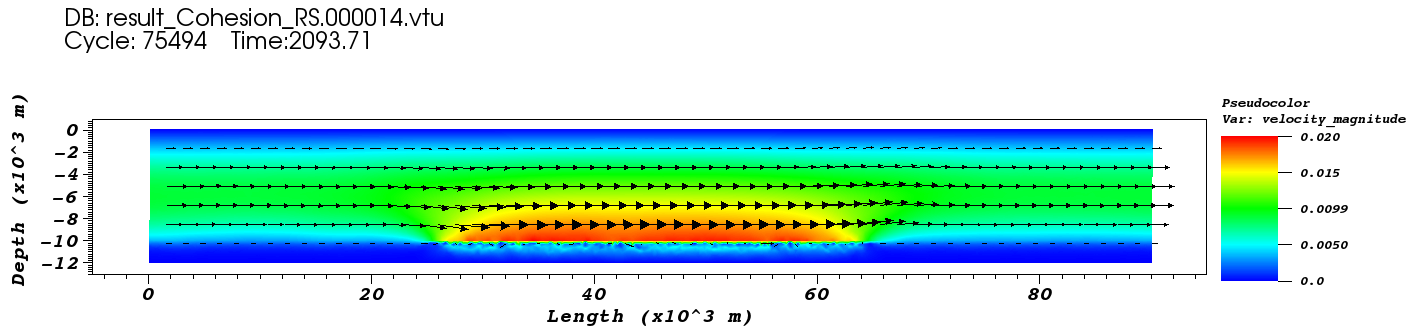 DB: result_Cohesion_RS.000014.vtu
Cycle: 75494 Time:2093.71
Pseudocolor
Var: velocity_magnitude
0.020
0.015
0.0099
0.0050
0.0
Depth (x10^3 m)
0
-2
-4
-6
-8
-10
-12
0 20 40 60 80
Length (x10^3 m)